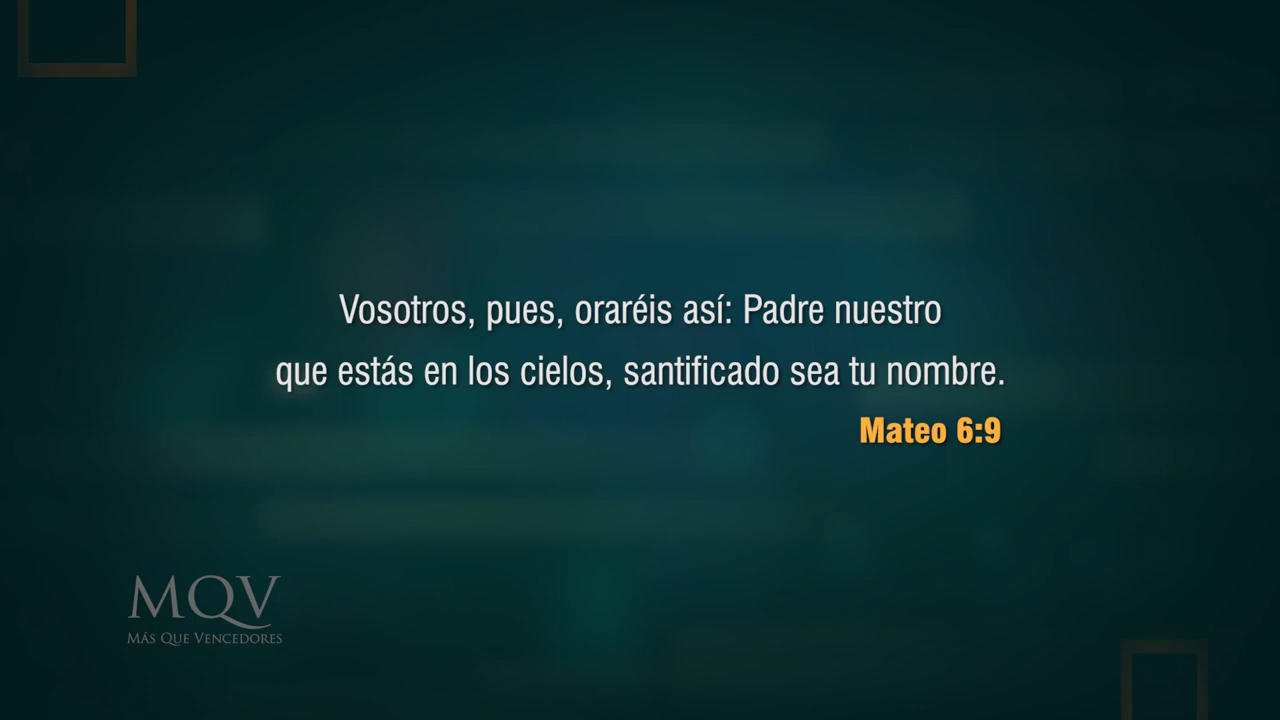 Vosotros, pues, oraréis así: Padre nuestro
que estás en los cielos, santificado sea tu nombre.
Mateo 6:9
MQV
MÁS QUE VENCEDORES